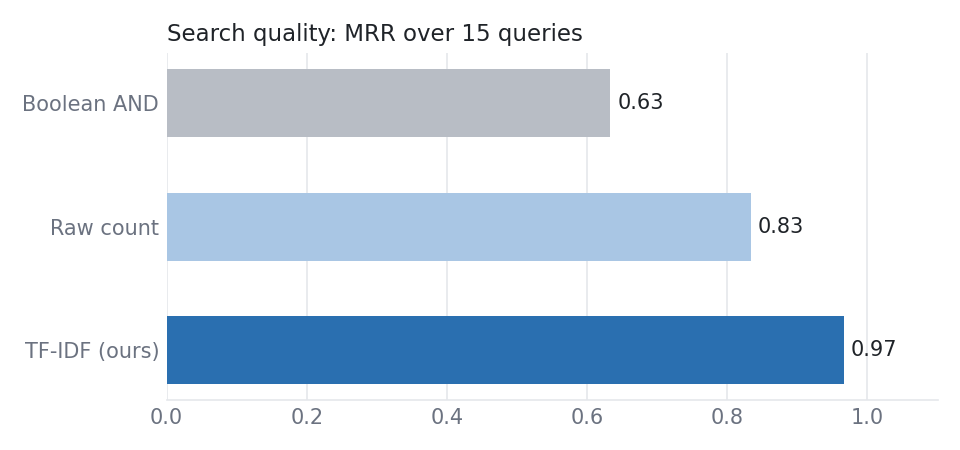 Search quality: MRR over 15 queries
Boolean AND
0.63
Raw count
0.83
TF-IDF (ours)
0.97
0.0 0.2 0.4 0.6 0.8 1.0